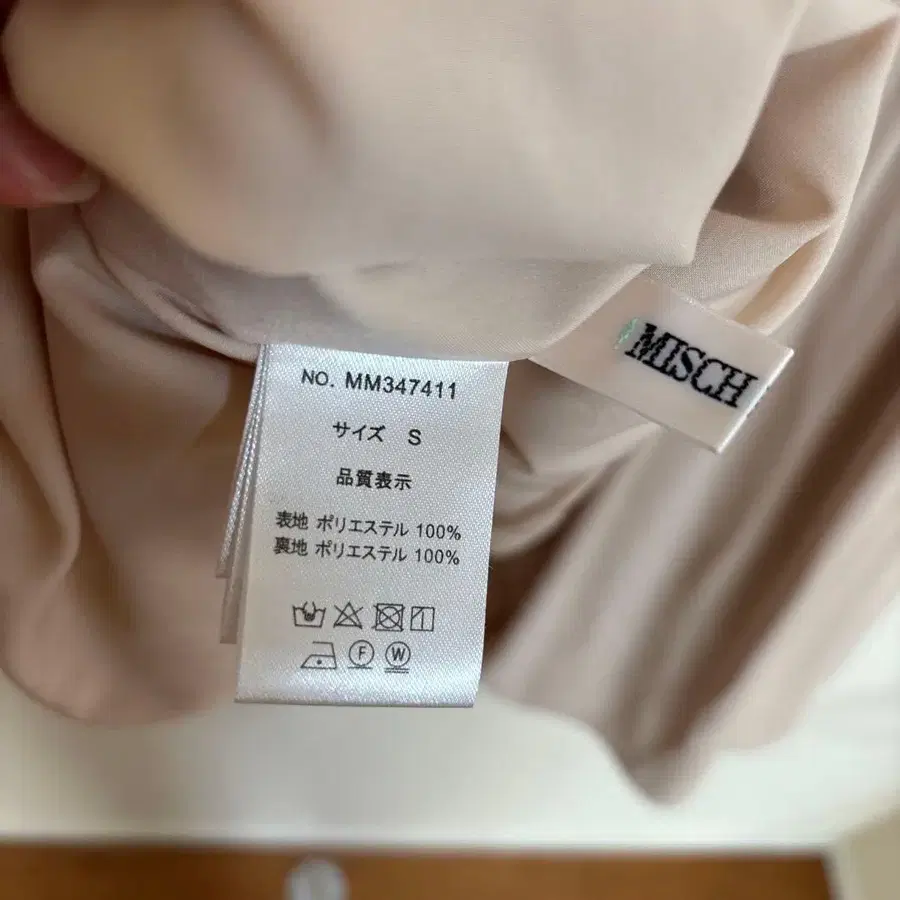 NO. MM347411
サイズ S
品質表示
表地 ポリエステル 100%
裏地 ポリエステル 100%
F W
MISCH